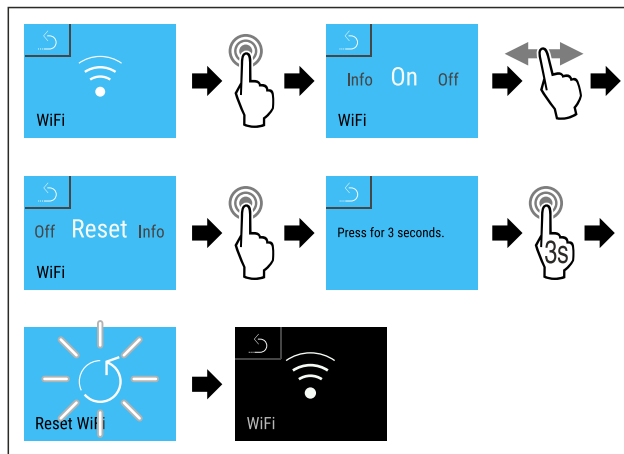 WiFi
Info On Off
WiFi
Off Reset Info
WiFi
Press for 3 seconds.
3s
Reset WiFi
WiFi